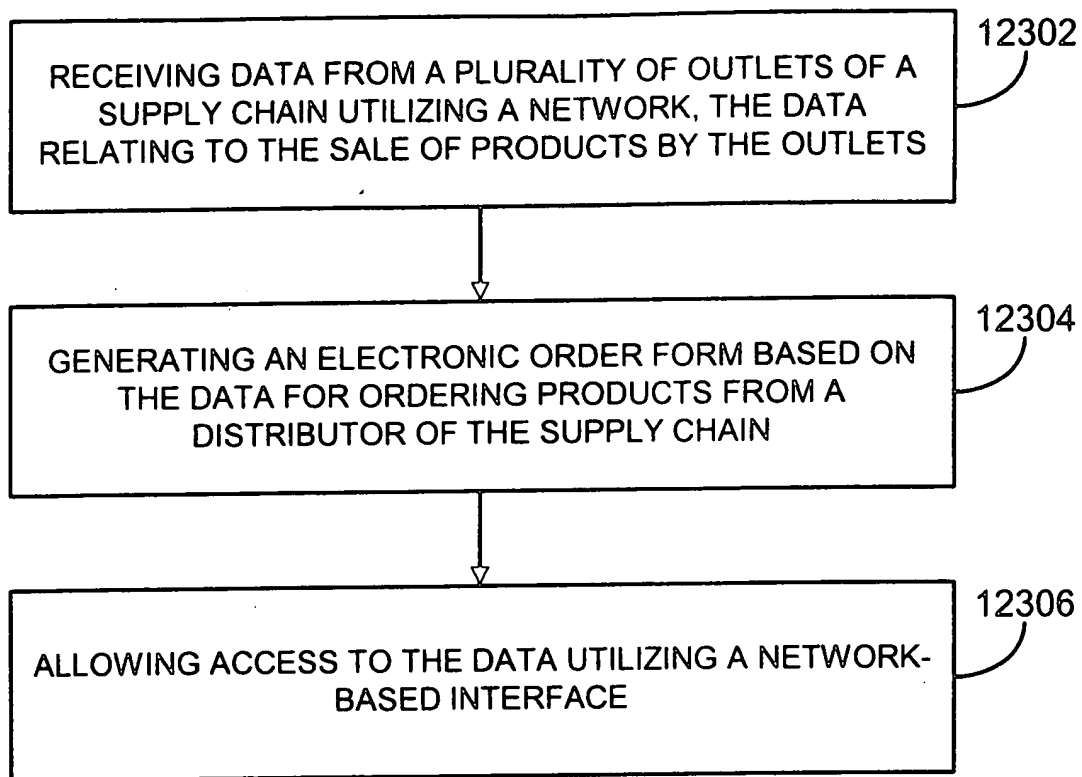 12302
RECEIVING DATA FROM A PLURALITY OF OUTLETS OF A
SUPPLY CHAIN UTILIZING A NETWORK, THE DATA
RELATING TO THE SALE OF PRODUCTS BY THE OUTLETS
12304
GENERATING AN ELECTRONIC ORDER FORM BASED ON
THE DATA FOR ORDERING PRODUCTS FROM A
DISTRIBUTOR OF THE SUPPLY CHAIN
12306
ALLOWING ACCESS TO THE DATA UTILIZING A NETWORK-
BASED INTERFACE